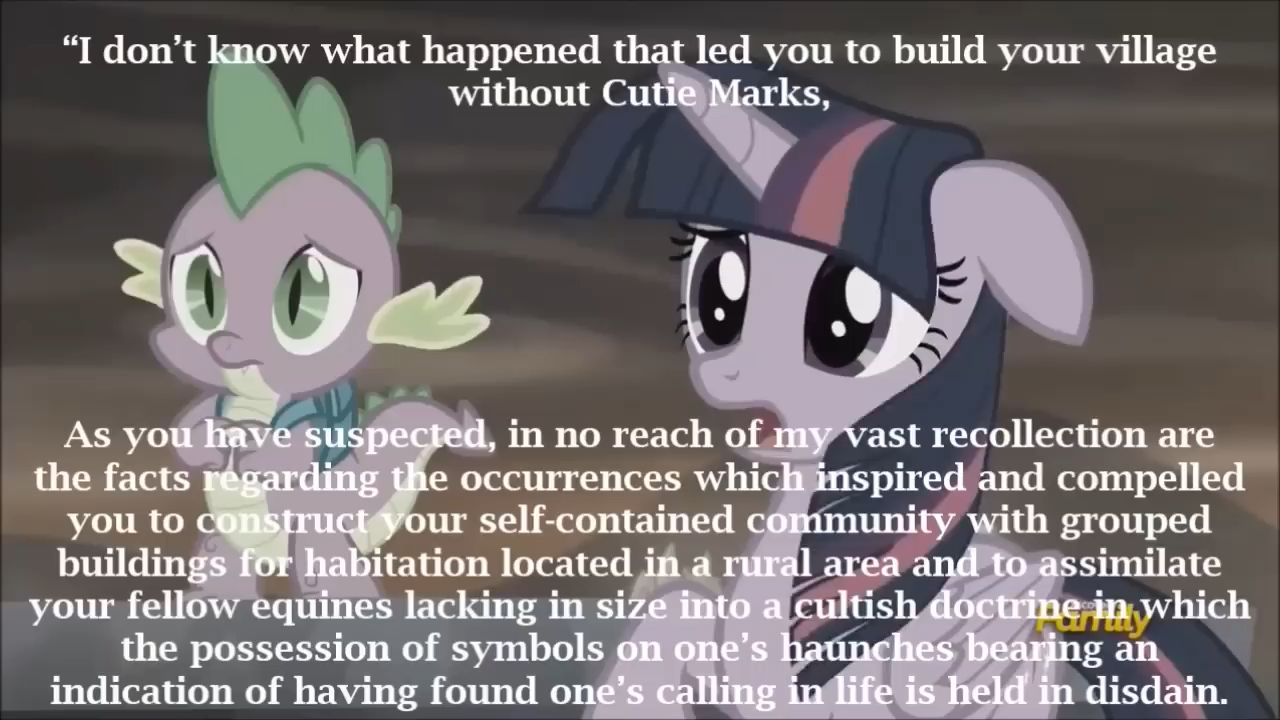 “I don’t know what happened that led you to build your village
without Cutie Marks,
As you have suspected, in no reach of my vast recollection are
the facts regarding the occurrences which inspired and compelled
you to construct your self-contained community with grouped
buildings for habitation located in a rural area and to assimilate
your fellow equines lacking in size into a cultish doctrine in which
Family
the possession of symbols on one’s haunches bearing an
indication of having found one’s calling in life is held in disdain.